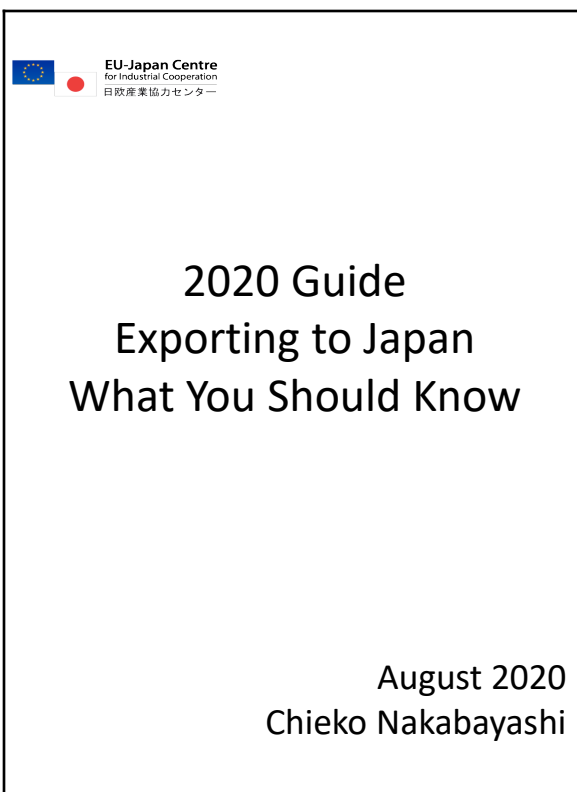 EU-Japan Centre
for Industrial Cooperation
日欧産業協力センター
2020 Guide
Exporting to Japan
What You Should Know
August 2020
Chieko Nakabayashi